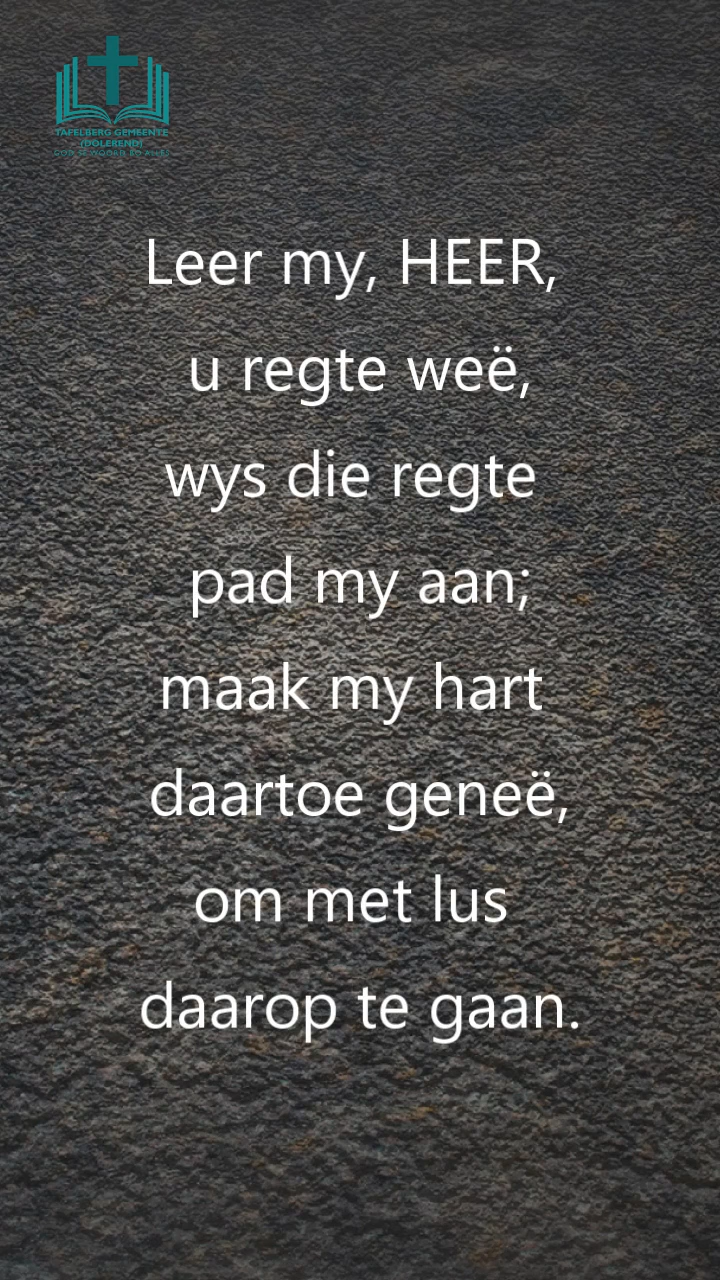 TAFELBERG GEMEENTE
(DOLEREND)
Leer my, HEER,
u regte weë,
wys die regte
pad my aan;
maak my hart
daartoe geneë,
om met lus
daarop te gaan.